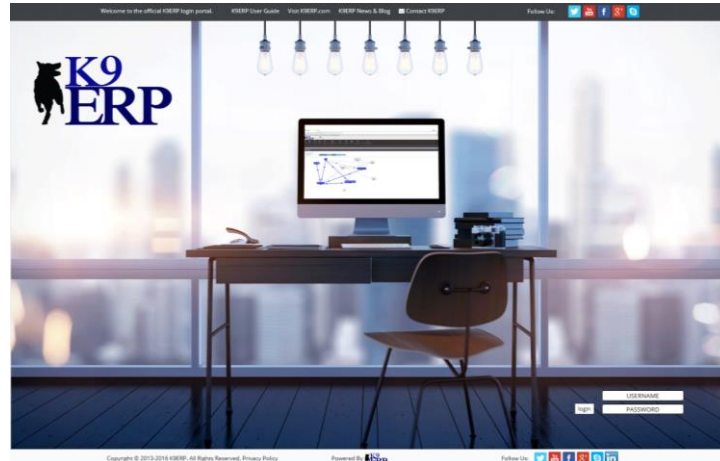 Welcome to the official K9ERP login portal. K9ERP User Guide Visit K9ERP.com K9ERP News & Blog Contact K9ERP Follow Us:
K9
ERP
USERNAME
login PASSWORD
Copyright © 2013-2016 K9ERP. All Rights Reserved. Privacy Policy Powered By K9 ERP Follow Us: